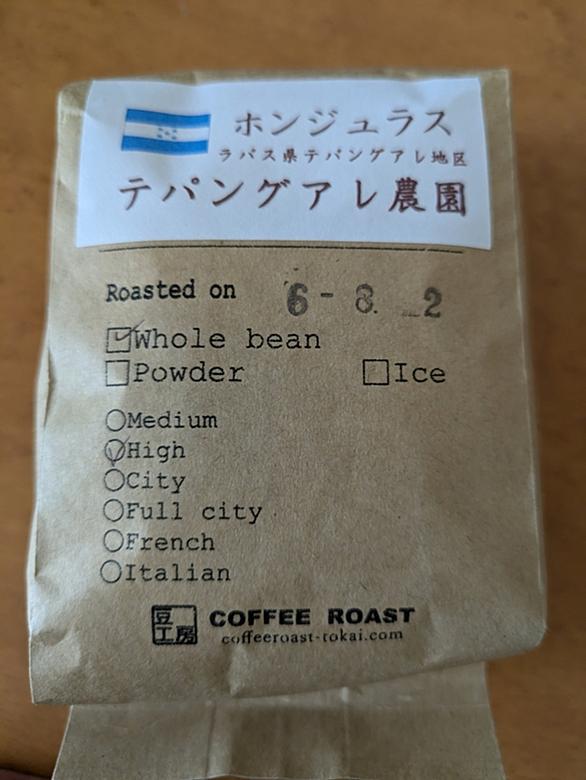 ホンジュラス
ラパス県テパンゲアレ地区
テパンゲアレ農園
Roasted on 6- 8. 2
Whole bean
Powder Ice
Medium
High
City
Full city
French
Italian
豆工房 COFFEE ROAST
coffeeroast-tokai.com